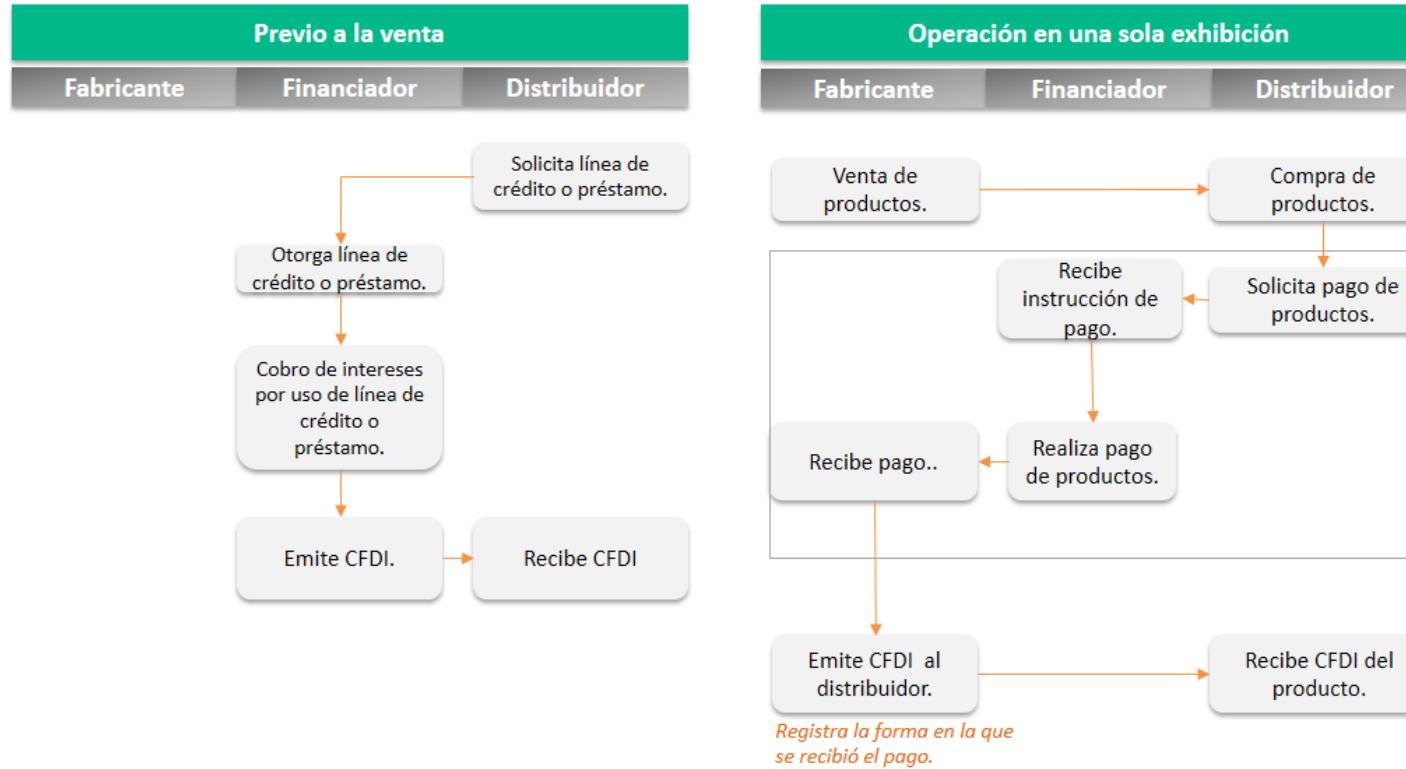 Previo a la venta
Fabricante
Financiador
Distribuidor
Solicita línea de
crédito o préstamo.
Otorga línea de
crédito o préstamo.
Cobro de intereses
por uso de línea de
crédito o
préstamo.
Emite CFDI.
Recibe CFDI
Operación en una sola exhibición
Fabricante
Financiador
Distribuidor
Venta de
productos.
Compra de
productos.
Recibe
instrucción de
pago.
Solicita pago de
productos.
Recibe pago..
Realiza pago
de productos.
Emite CFDI al
distribuidor.
Recibe CFDI del
producto.
Registra la forma en la que
se recibió el pago.